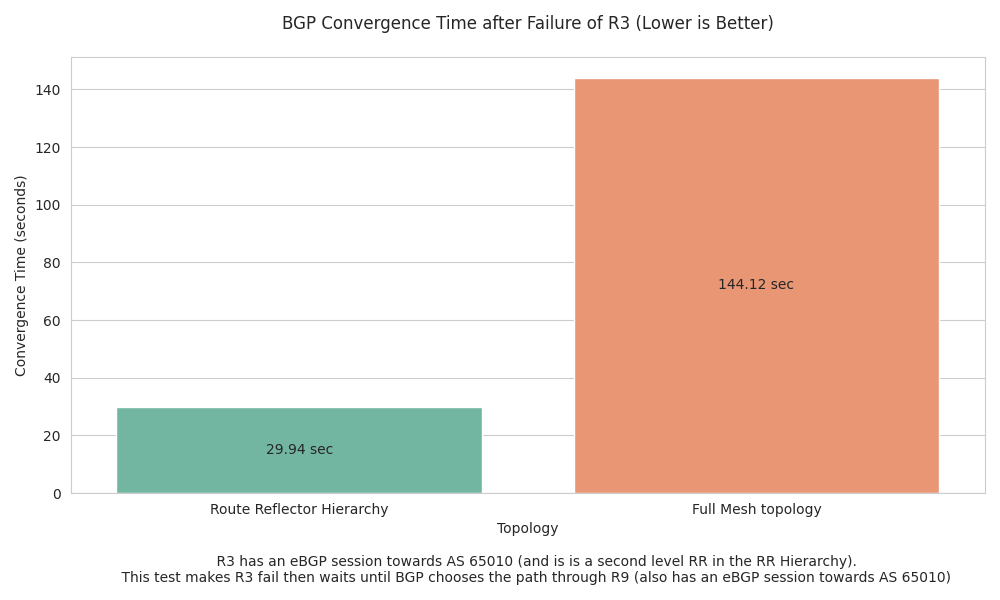 BGP Convergence Time after Failure of R3 (Lower is Better)
Convergence Time (seconds)
140
120
100
80
60
40
20
0
29.94 sec
144.12 sec
Route Reflector Hierarchy
Full Mesh topology
Topology
R3 has an eBGP session towards AS 65010 (and is is a second level RR in the RR Hierarchy).
This test makes R3 fail then waits until BGP chooses the path through R9 (also has an eBGP session towards AS 65010)